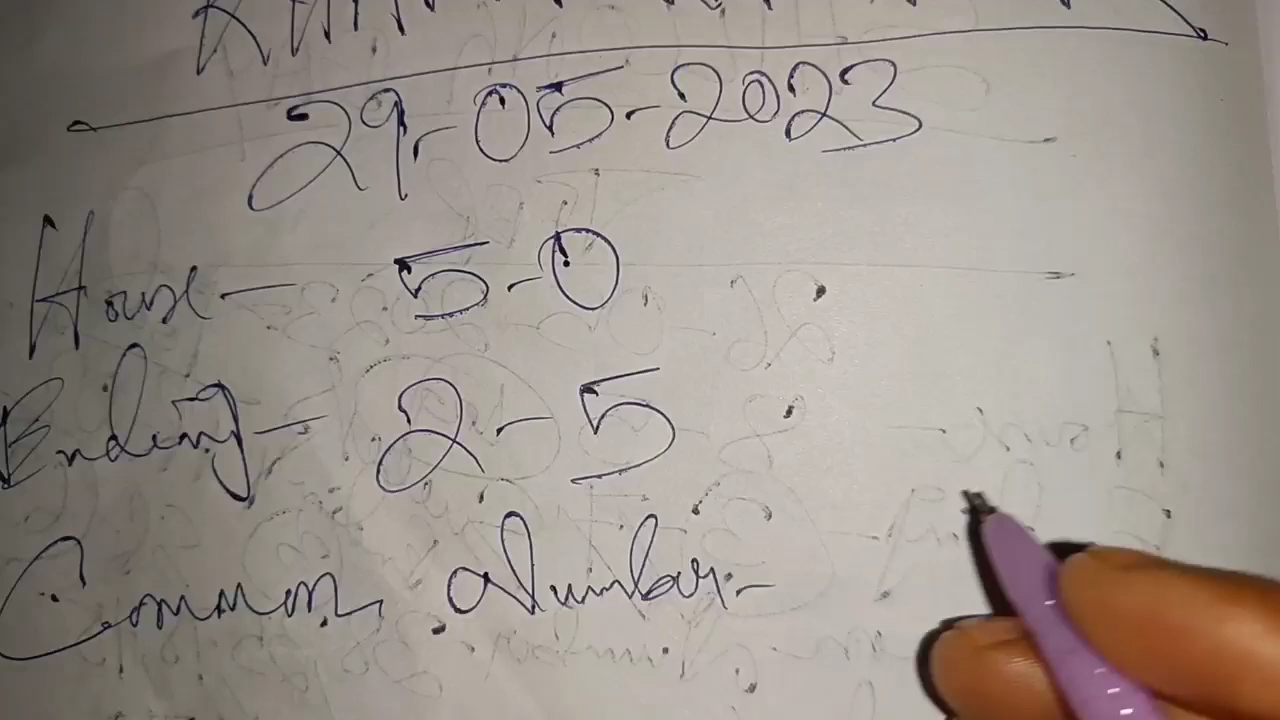 29-05-2023
House - 5-0
Ending - 2-5
Common Number:-